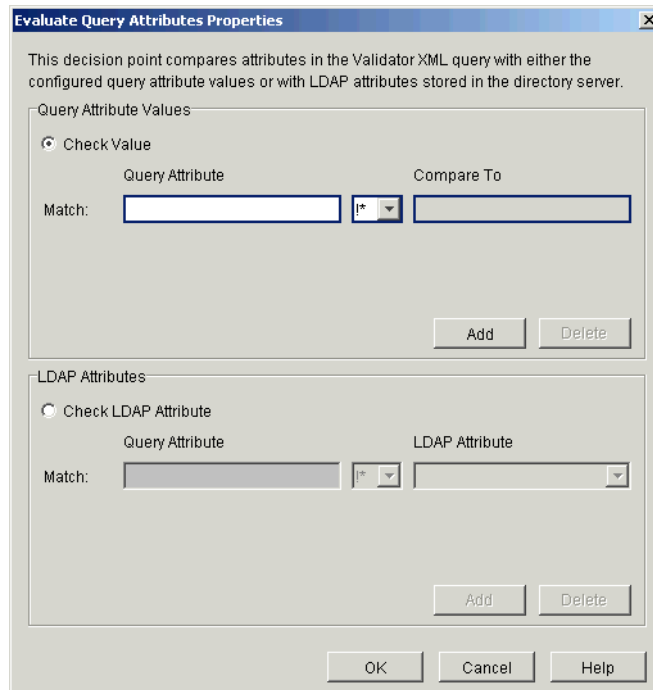 Evaluate Query Attributes Properties
This decision point compares attributes in the Validator XML query with either the
configured query attribute values or with LDAP attributes stored in the directory server.
Query Attribute Values
Check Value
Query Attribute Compare To
Match: !*
Add Delete
LDAP Attributes
Check LDAP Attribute
Query Attribute LDAP Attribute
Match: !*
Add Delete
OK Cancel Help